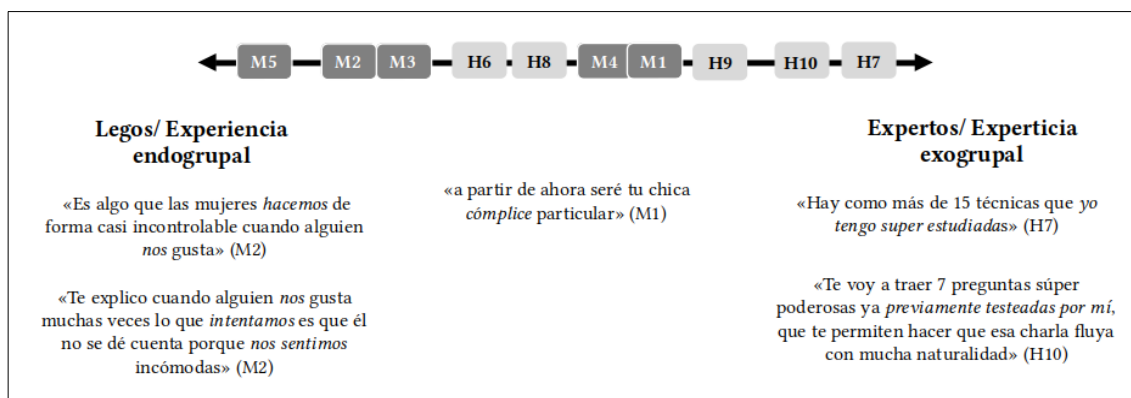 M5 M2 M3 H6 H8 M4 M1 H9 H10 H7
Legos/ Experiencia
endogrupal
«Es algo que las mujeres hacemos de
forma casi incontrolable cuando alguien
nos gusta» (M2)
«Te explico cuando alguien nos gusta
muchas veces lo que intentamos es que él
no se dé cuenta porque nos sentimos
incómodas» (M2)
«a partir de ahora seré tu chica
cómplice particular» (M1)
Expertos/ Experticia
exogrupal
«Hay como más de 15 técnicas que yo
tengo super estudiadas» (H7)
«Te voy a traer 7 preguntas súper
poderosas ya previamente testeadas por mí,
que te permiten hacer que esa charla fluya
con mucha naturalidad» (H10)